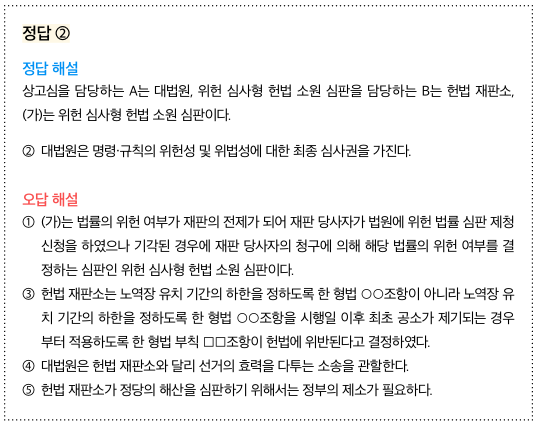 정답 ②
정답 해설
상고심을 담당하는 A는 대법원, 위헌 심사형 헌법 소원 심판을 담당하는 B는 헌법 재판소,
(가)는 위헌 심사형 헌법 소원 심판이다.
② 대법원은 명령·규칙의 위헌성 및 위법성에 대한 최종 심사권을 가진다.
오답 해설
① (가)는 법률의 위헌 여부가 재판의 전제가 되어 재판 당사자가 법원에 위헌 법률 심판 제청
신청을 하였으나 기각된 경우에 재판 당사자의 청구에 의해 해당 법률의 위헌 여부를 결
정하는 심판인 위헌 심사형 헌법 소원 심판이다.
③ 헌법 재판소는 노역장 유치 기간의 하한을 정하도록 한 형법 ○○조항이 아니라 노역장 유
치 기간의 하한을 정하도록 한 형법 ○○조항을 시행일 이후 최초 공소가 제기되는 경우
부터 적용하도록 한 형법 부칙 □□조항이 헌법에 위반된다고 결정하였다.
④ 대법원은 헌법 재판소와 달리 선거의 효력을 다투는 소송을 관할한다.
⑤ 헌법 재판소가 정당의 해산을 심판하기 위해서는 정부의 제소가 필요하다.